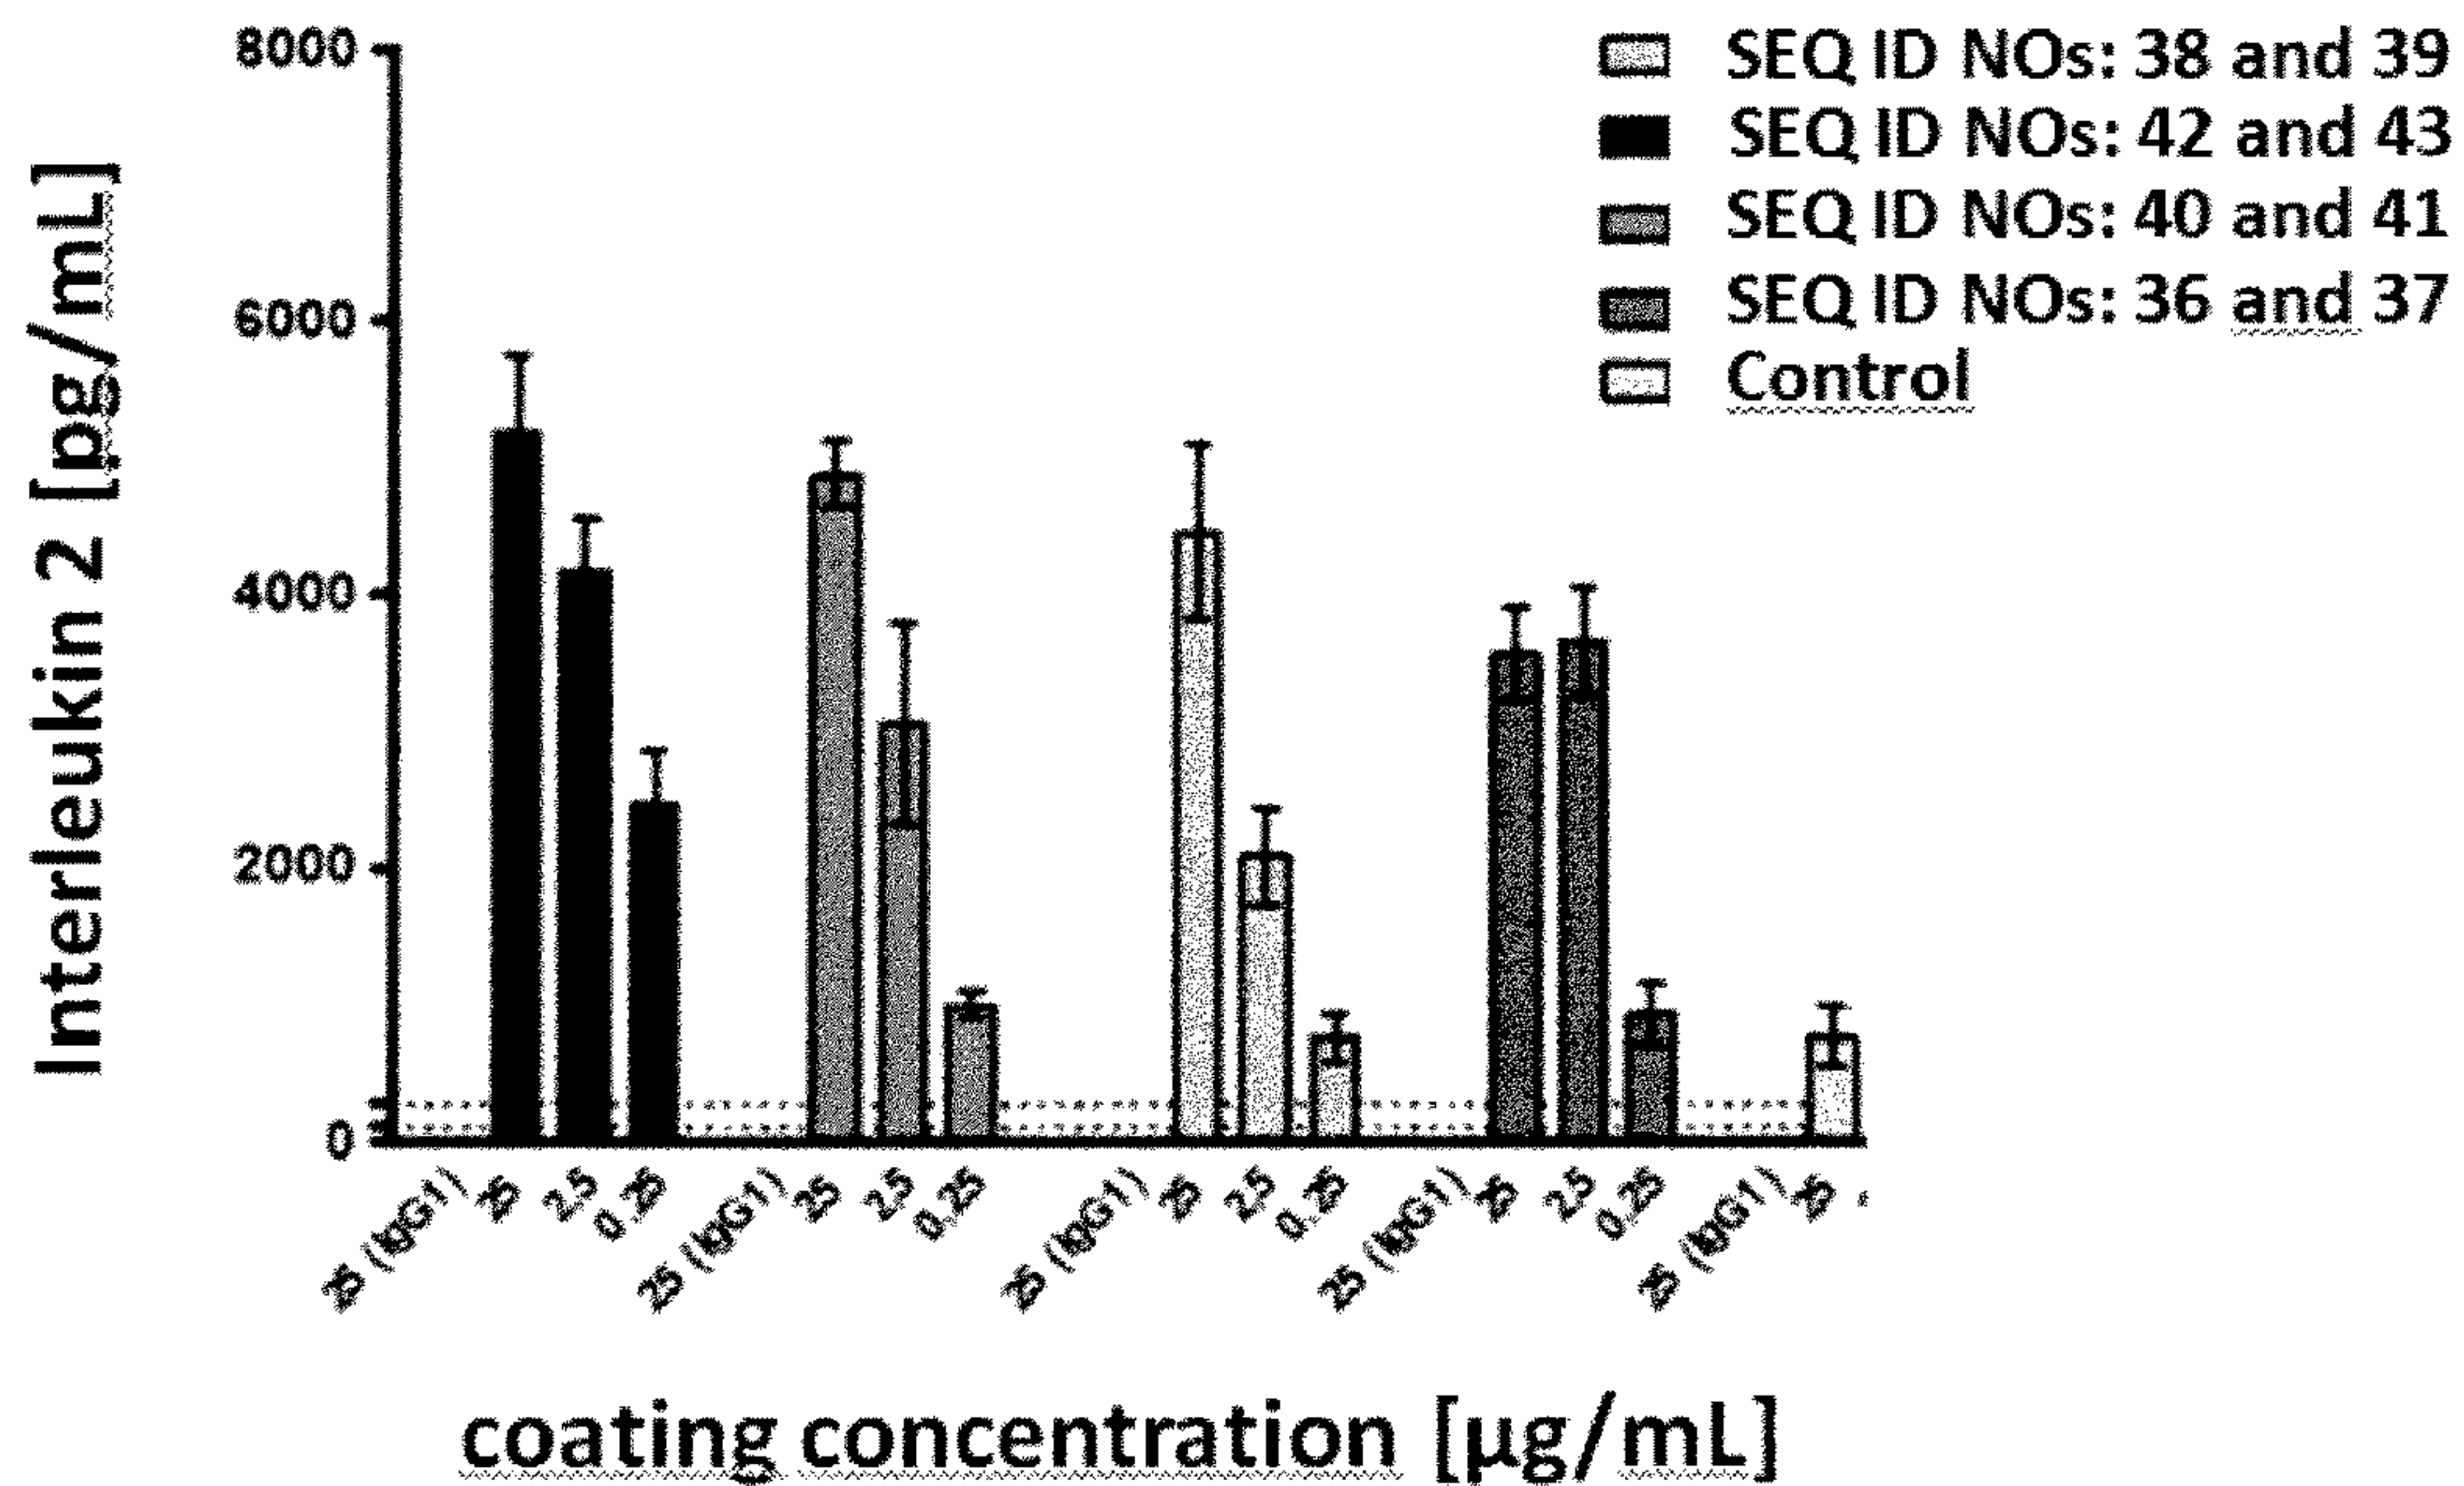 SEQ ID NOs: 38 and 39
SEQ ID NOs: 42 and 43
SEQ ID NOs: 40 and 41
SEQ ID NOs: 36 and 37
Control
Interleukin 2 [pg/mL]
8000
6000
4000
2000
0
25 (IgG1) 25 2.5 0.25 25 (IgG1) 25 2.5 0.25 25 (IgG1) 25 2.5 0.25 25 (IgG1) 25 2.5 0.25 25 (IgG1) 25
coating concentration [µg/mL]